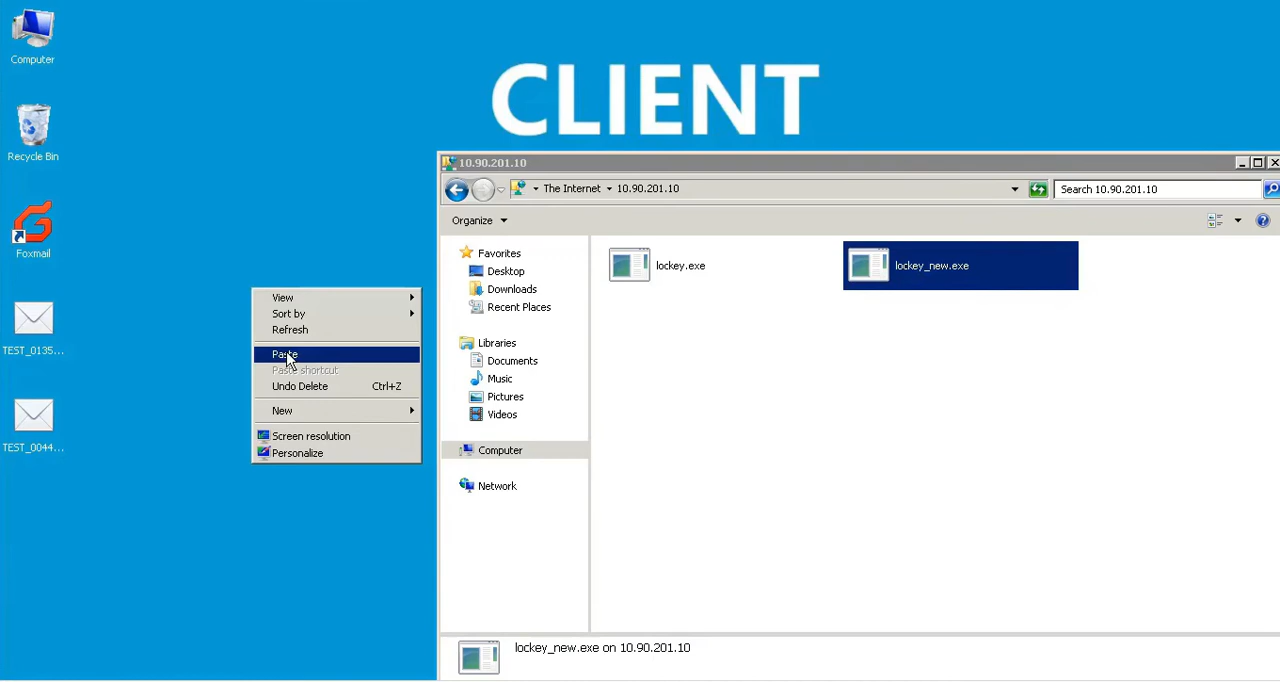 Computer
Recycle Bin
Foxmail
TEST_0135...
TEST_0044...
CLIENT
10.90.201.10
The Internet
10.90.201.10
Search 10.90.201.10
Organize
Favorites
Desktop
Downloads
Recent Places
Libraries
Documents
Music
Pictures
Videos
Computer
Network
lockey.exe
lockey_new.exe
lockey_new.exe on 10.90.201.10
View
Sort by
Refresh
Paste
Paste shortcut
Undo Delete Ctrl+Z
New
Screen resolution
Personalize